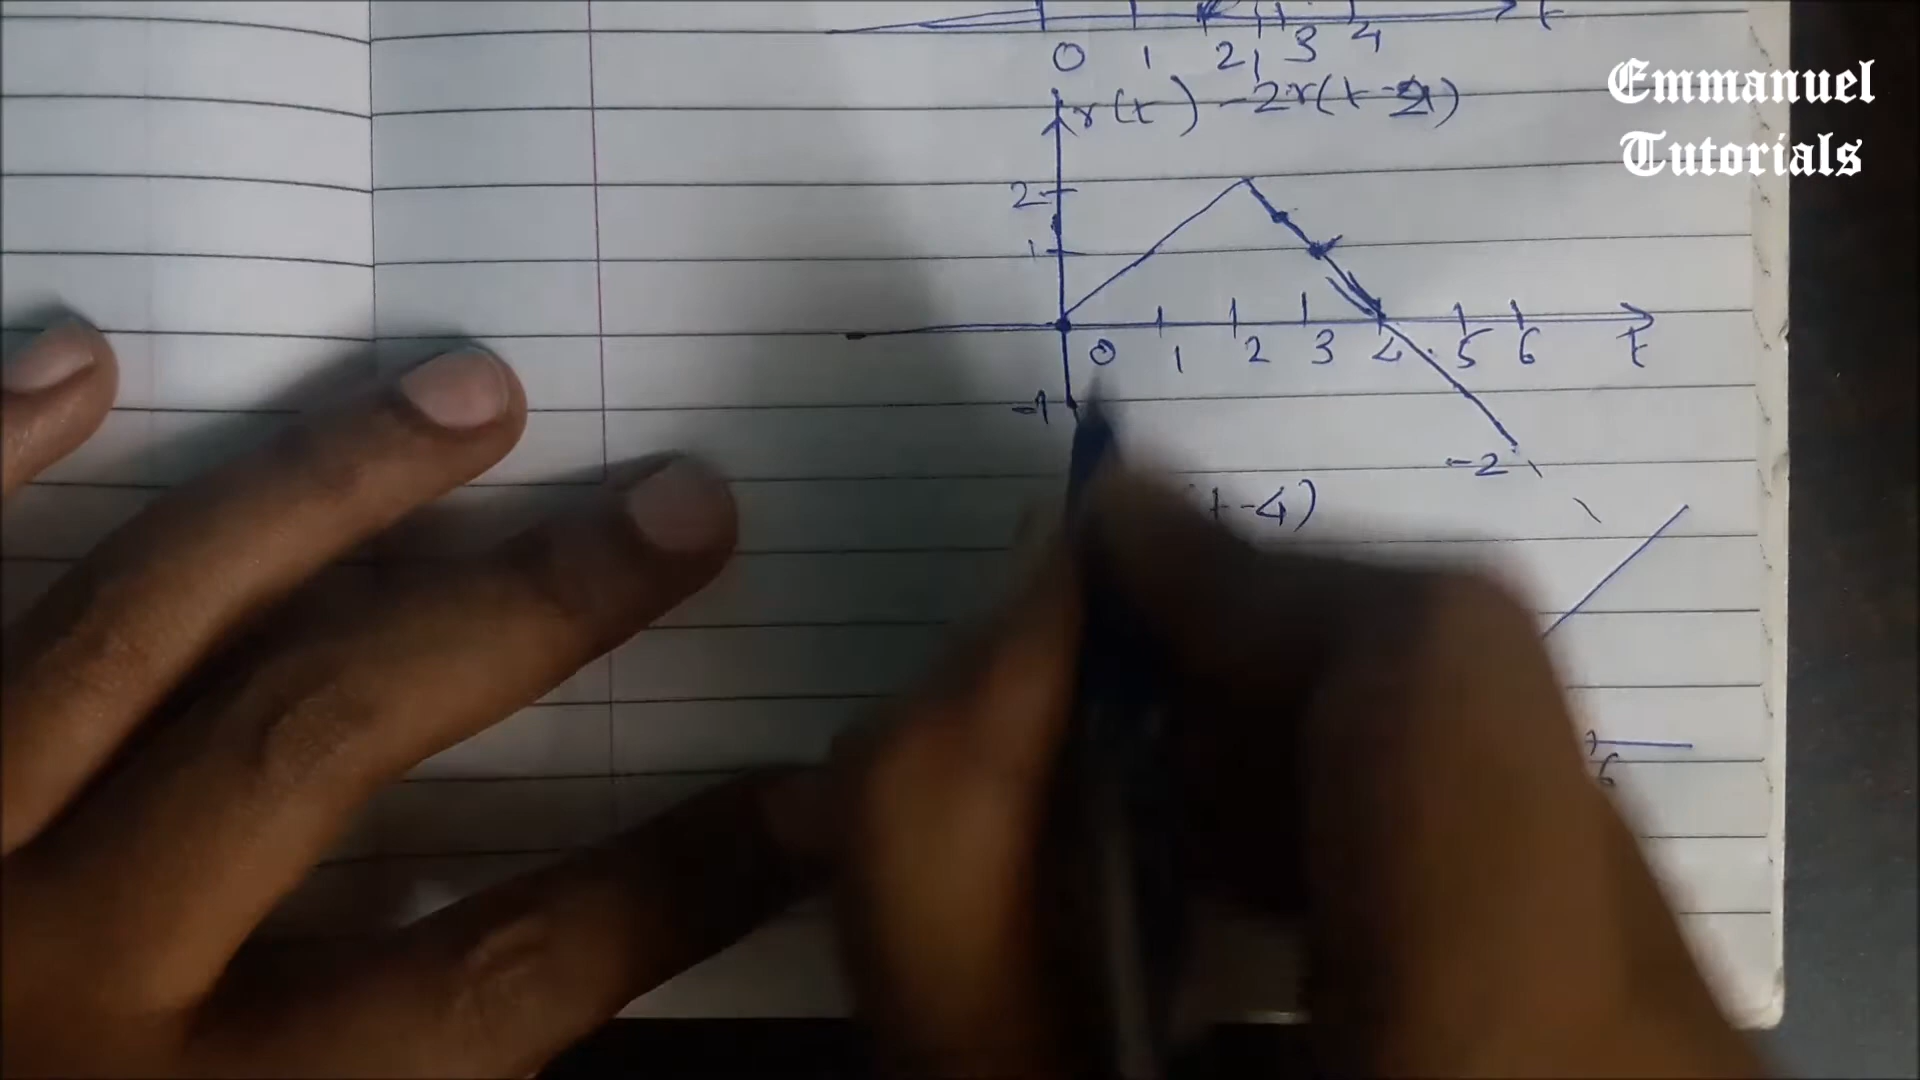 0 1 2 3 4 t
Emmanuel
Tutorials
r(t) - 2r(t-2)
2
1
0 1 2 3 4 5 6 t
-1
-2
(t-4)
6